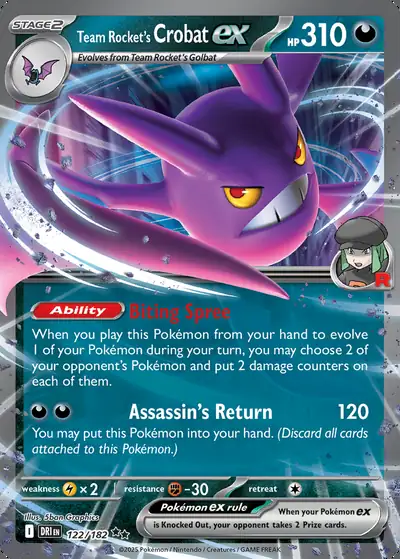 STAGE2
Team Rocket's Crobat ex
HP 310
Evolves from Team Rocket's Golbat
R
Ability Biting Spree
When you play this Pokémon from your hand to evolve
1 of your Pokémon during your turn, you may choose 2 of
your opponent's Pokémon and put 2 damage counters on
each of them.
Assassin's Return 120
You may put this Pokémon into your hand. (Discard all cards
attached to this Pokémon.)
weakness × 2 resistance -30 retreat
Illus. 5ban Graphics
I DRI EN 122/182
Pokémon ex rule
When your Pokémon ex
is Knocked Out, your opponent takes 2 Prize cards.
©2025 Pokémon / Nintendo / Creatures / GAME FREAK